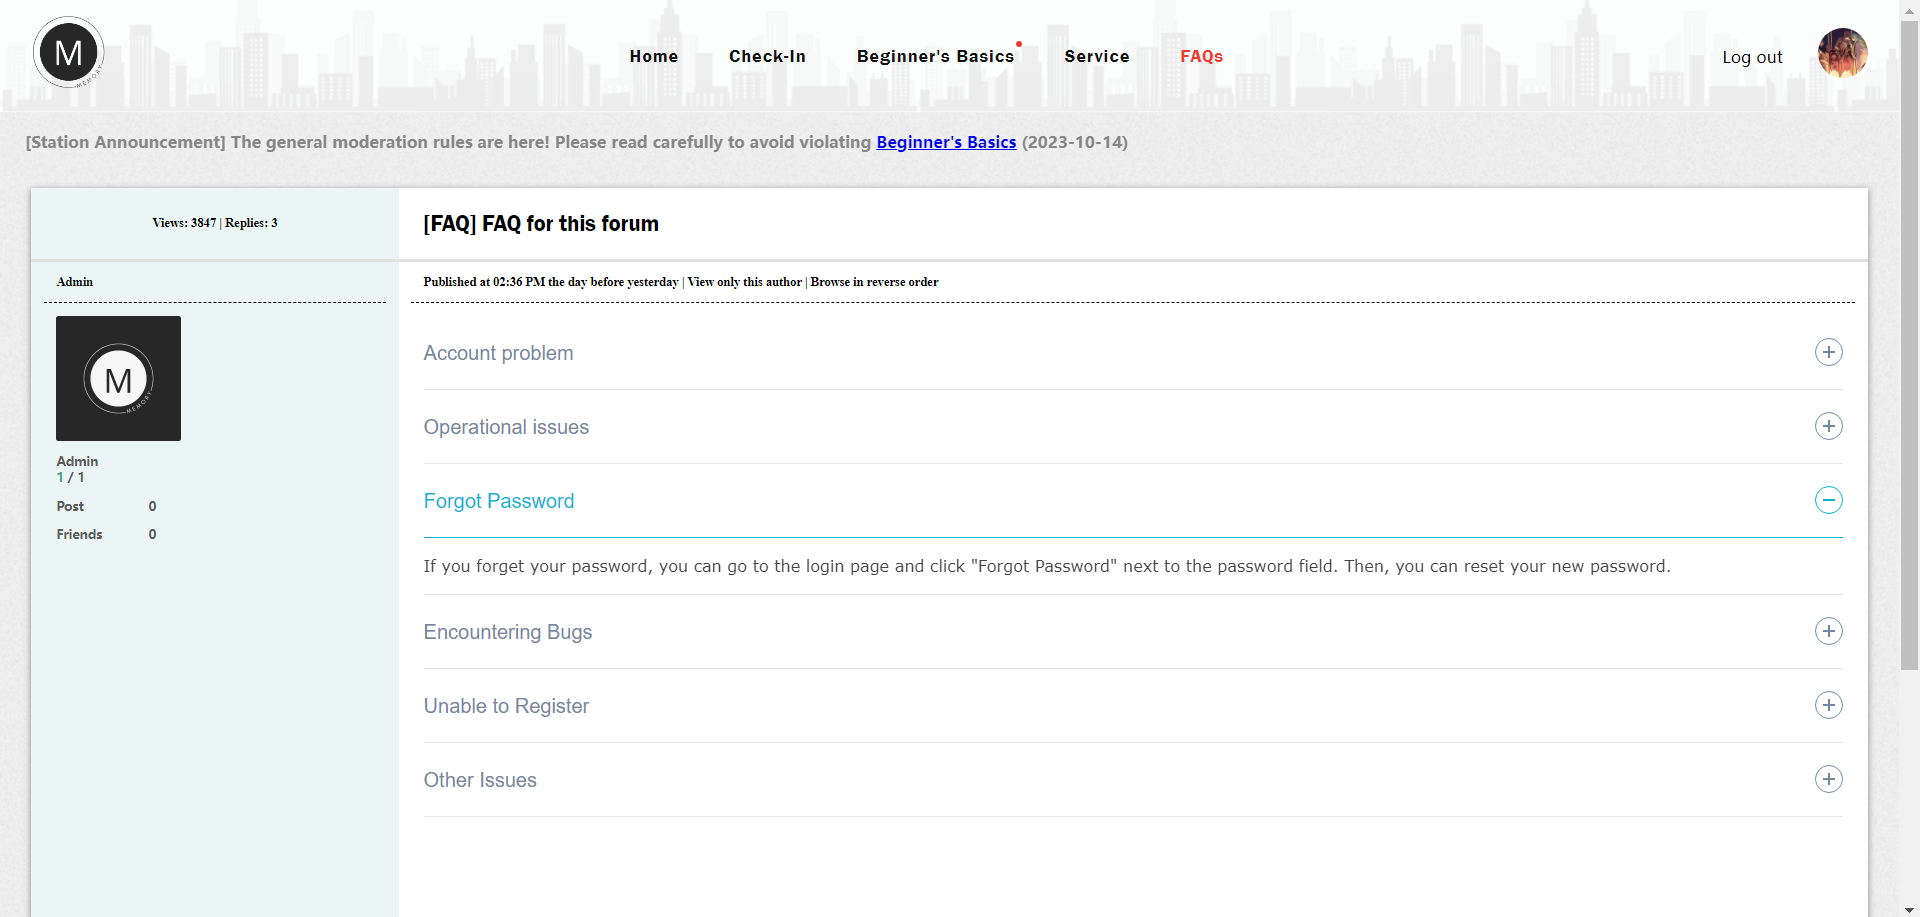 M
MEMORY
Home
Check-In
Beginner's Basics
Service
FAQs
Log out
[Station Announcement] The general moderation rules are here! Please read carefully to avoid violating Beginner's Basics (2023-10-14)
Views: 3847 | Replies: 3
[FAQ] FAQ for this forum
Admin
Published at 02:36 PM the day before yesterday | View only this author | Browse in reverse order
M
MEMORY
Admin
1 / 1
Post 0
Friends 0
Account problem
Operational issues
Forgot Password
If you forget your password, you can go to the login page and click "Forgot Password" next to the password field. Then, you can reset your new password.
Encountering Bugs
Unable to Register
Other Issues